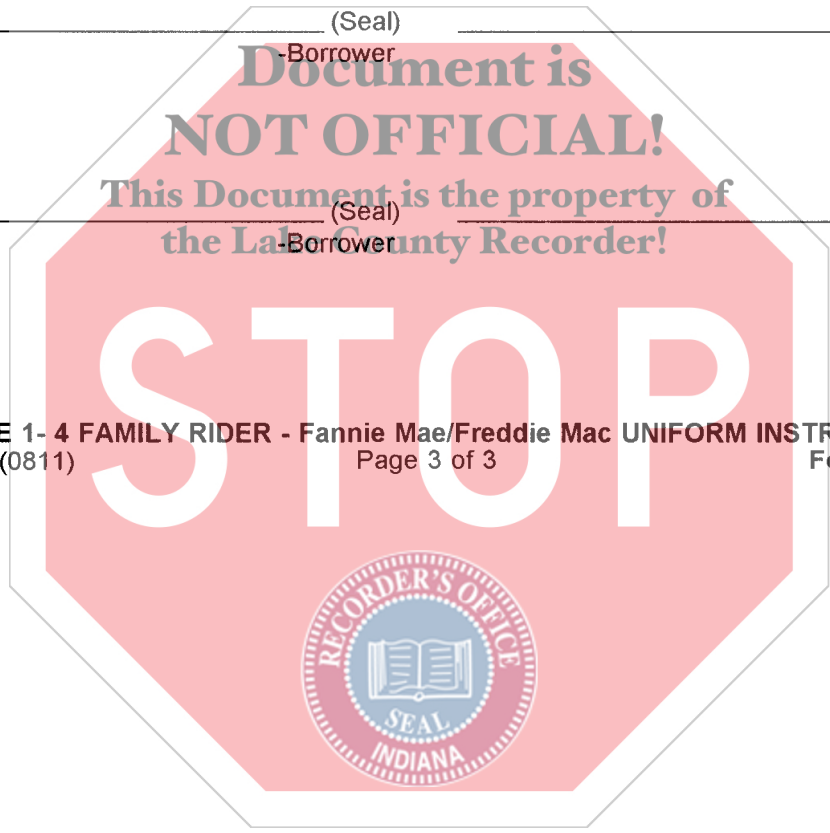 (Seal)
-Borrower
Document is
NOT OFFICIAL!
This Document is the property of
(Seal)
the Lake County Recorder!
-Borrower
STOP
E 1- 4 FAMILY RIDER - Fannie Mae/Freddie Mac UNIFORM INSTR
(0811) Page 3 of 3 Fo
RECORDER'S OFFICE
SEAL
INDIANA